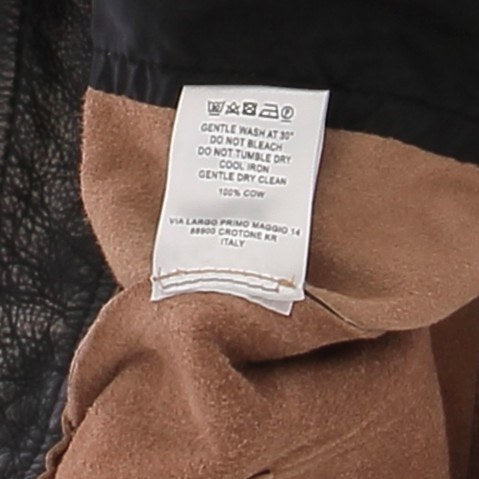 GENTLE WASH AT 30°
DO NOT BLEACH
DO NOT TUMBLE DRY
COOL IRON
GENTLE DRY CLEAN
100% COW
VIA LARGO PRIMO MAGGIO 14
88900 CROTONE KR
ITALY